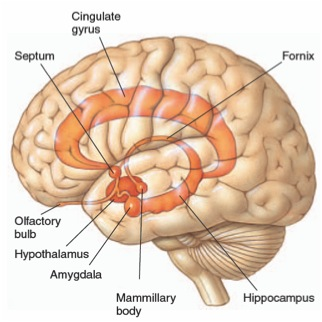 Cingulate
gyrus
Septum
Fornix
Olfactory
bulb
Hypothalamus
Amygdala
Mammillary
body
Hippocampus